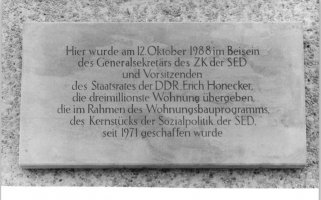 Hier wurde am 12. Oktober 1988 im Beisein
des Generalsekretärs des ZK der SED
und Vorsitzenden
des Staatsrates der DDR, Erich Honecker,
die dreimillionste Wohnung übergeben,
die im Rahmen des Wohnungsbauprogramms,
des Kernstücks der Sozialpolitik der SED,
seit 1971 geschaffen wurde